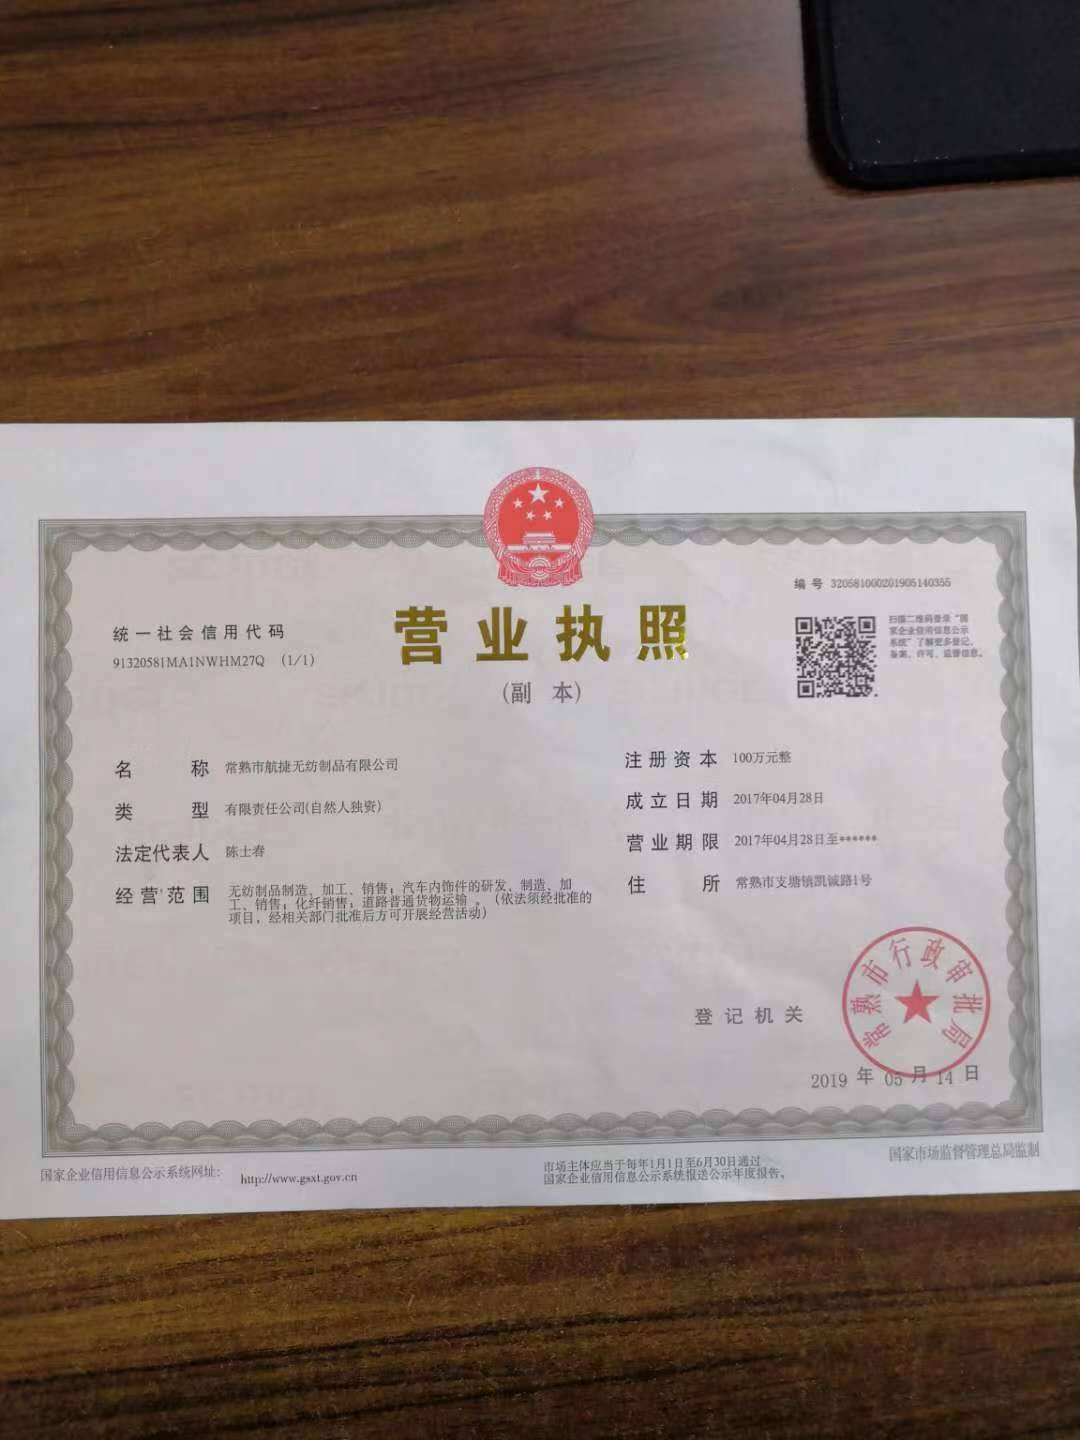 编号 320581000201905140355
统一社会信用代码
91320581MA1NWHM27Q (1/1)
营业执照
(副 本)
扫描二维码登录“国
家企业信用信息公示
系统”了解更多登记、
备案、许可、监管信息。
名 称 常熟市航捷无纺制品有限公司
类 型 有限责任公司(自然人独资)
法定代表人 陈士春
经营范围 无纺制品制造、加工、销售;汽车内饰件的研发、制造、加
工、销售;化纤销售;道路普通货物运输。(依法须经批准的
项目,经相关部门批准后方可开展经营活动)
注册资本 100万元整
成立日期 2017年04月28日
营业期限 2017年04月28日至******
住 所 常熟市支塘镇凯诚路1号
登记机关
常熟市行政审批局
2019 年 05 月 14 日
国家企业信用信息公示系统网址: http://www.gsxt.gov.cn
市场主体应当于每年1月1日至6月30日通过
国家企业信用信息公示系统报送公示年度报告、
国家市场监督管理总局监制